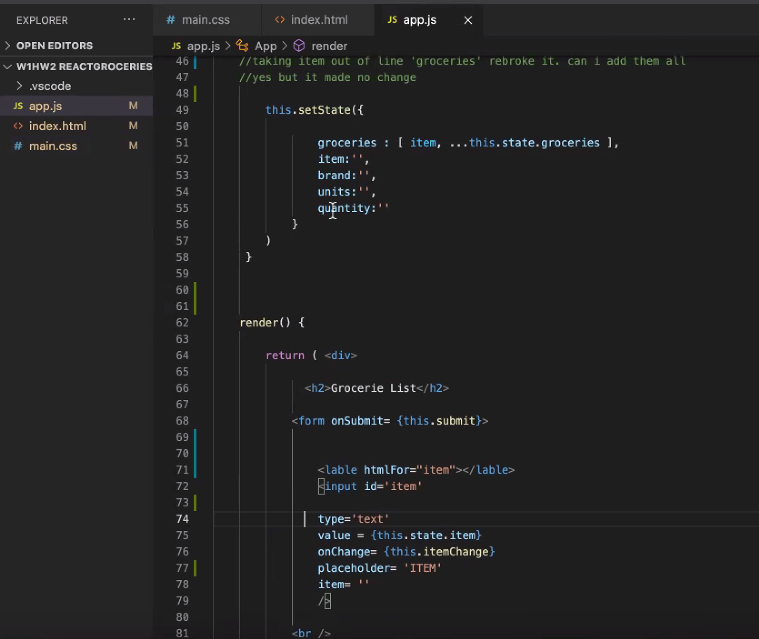 EXPLORER ···
# main.css <> index.html JS app.js ×
> OPEN EDITORS
JS app.js > App > render
W1HW2 REACTGROCERIES
> .vscode
JS app.js M
<> index.html M
# main.css M
46 //taking item out of line 'groceries' rebroke it. can i add them all
47 //yes but it made no change
48
49 this.setState({
50
51 groceries : [ item, ...this.state.groceries ],
52 item:'',
53 brand:'',
54 units:'',
55 quantity:''
56 }
57 )
58 }
59
60
61
62 render() {
63
64 return ( <div>
65
66 <h2>Grocerie List</h2>
67
68 <form onSubmit= {this.submit}>
69
70
71 <lable htmlFor="item"></lable>
72 <input id='item'
73
74 type='text'
75 value = {this.state.item}
76 onChange= {this.itemChange}
77 placeholder= 'ITEM'
78 item= ''
79 />
80
81 <br />